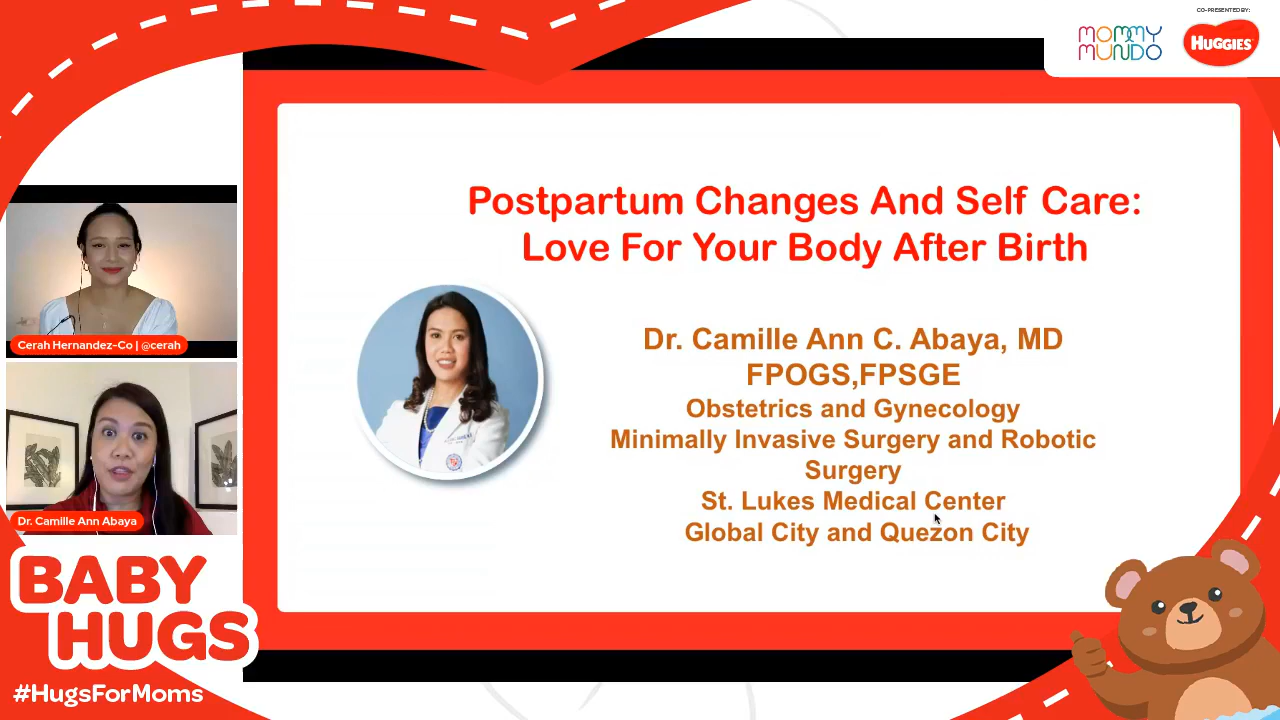 CO-PRESENTED BY:
MOMMY
MUNDO
HUGGIES
Postpartum Changes And Self Care:
Love For Your Body After Birth
Dr. Camille Ann C. Abaya, MD
FPOGS,FPSGE
Obstetrics and Gynecology
Minimally Invasive Surgery and Robotic
Surgery
St. Lukes Medical Center
Global City and Quezon City
Cerah Hernandez-Co | @cerah
Dr. Camille Ann Abaya
BABY
HUGS
#HugsForMoms